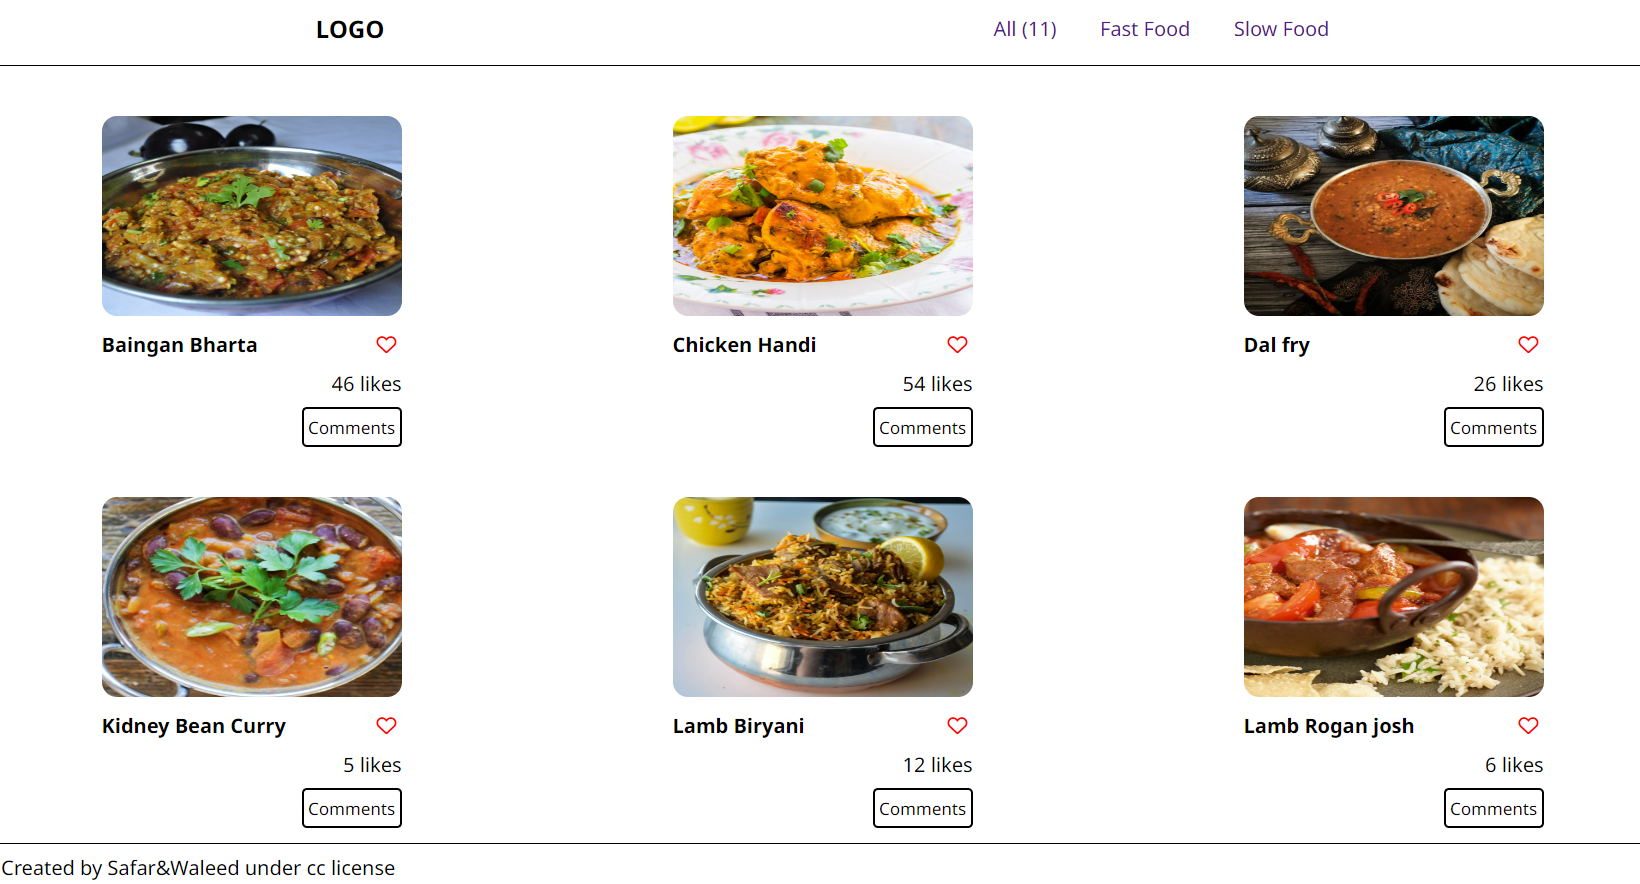 LOGO
All (11) Fast Food Slow Food
Baingan Bharta
46 likes
Comments
Chicken Handi
54 likes
Comments
Dal fry
26 likes
Comments
Kidney Bean Curry
5 likes
Comments
Lamb Biryani
12 likes
Comments
Lamb Rogan josh
6 likes
Comments
Created by Safar&Waleed under cc license